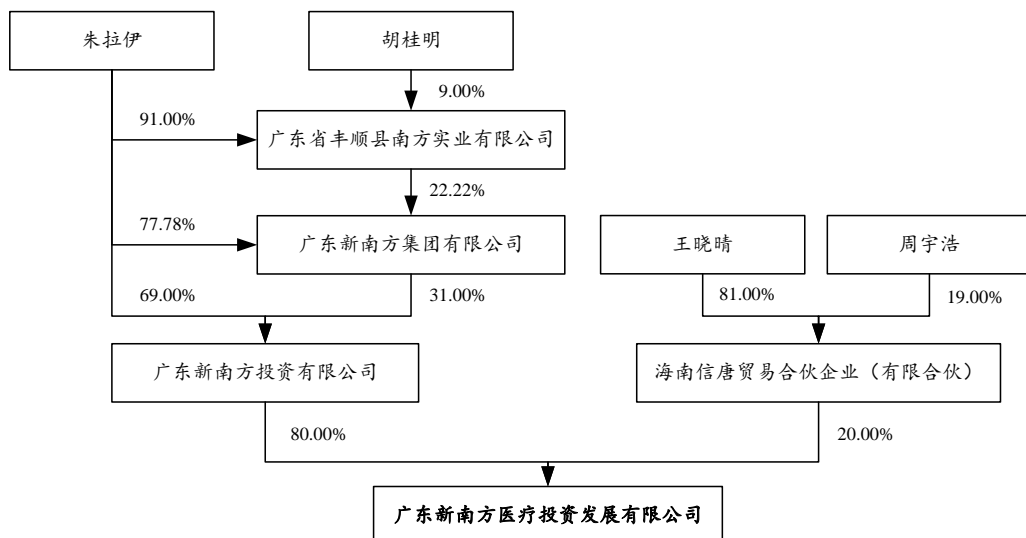 朱拉伊
胡桂明
9.00%
91.00%
广东省丰顺县南方实业有限公司
22.22%
77.78%
广东新南方集团有限公司
王晓晴
周宇浩
69.00%
31.00%
81.00%
19.00%
广东新南方投资有限公司
海南信唐贸易合伙企业（有限合伙）
80.00%
20.00%
广东新南方医疗投资发展有限公司